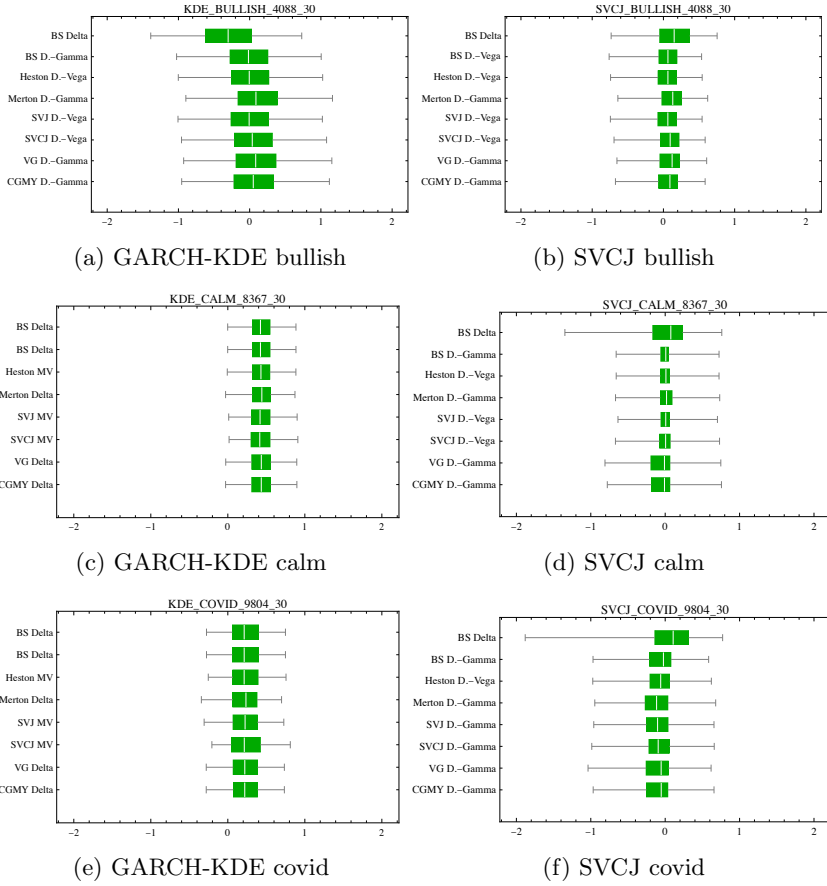 KDE_BULLISH_4088_30
BS Delta
BS D.-Gamma
Heston D.-Vega
Merton D.-Gamma
SVJ D.-Vega
SVCJ D.-Vega
VG D.-Gamma
CGMY D.-Gamma
-2 -1 0 1 2
(a) GARCH-KDE bullish
SVCJ_BULLISH_4088_30
BS Delta
BS D.-Vega
Heston D.-Vega
Merton D.-Gamma
SVJ D.-Vega
SVCJ D.-Vega
VG D.-Gamma
CGMY D.-Gamma
-2 -1 0 1 2
(b) SVCJ bullish
KDE_CALM_8367_30
BS Delta
BS Delta
Heston MV
Merton Delta
SVJ MV
SVCJ MV
VG Delta
CGMY Delta
-2 -1 0 1 2
(c) GARCH-KDE calm
SVCJ_CALM_8367_30
BS Delta
BS D.-Gamma
Heston D.-Vega
Merton D.-Gamma
SVJ D.-Vega
SVCJ D.-Vega
VG D.-Gamma
CGMY D.-Gamma
-2 -1 0 1 2
(d) SVCJ calm
KDE_COVID_9804_30
BS Delta
BS Delta
Heston MV
Merton Delta
SVJ MV
SVCJ MV
VG Delta
CGMY Delta
-2 -1 0 1 2
(e) GARCH-KDE covid
SVCJ_COVID_9804_30
BS Delta
BS D.-Gamma
Heston D.-Vega
Merton D.-Gamma
SVJ D.-Gamma
SVCJ D.-Gamma
VG D.-Gamma
CGMY D.-Gamma
-2 -1 0 1 2
(f) SVCJ covid